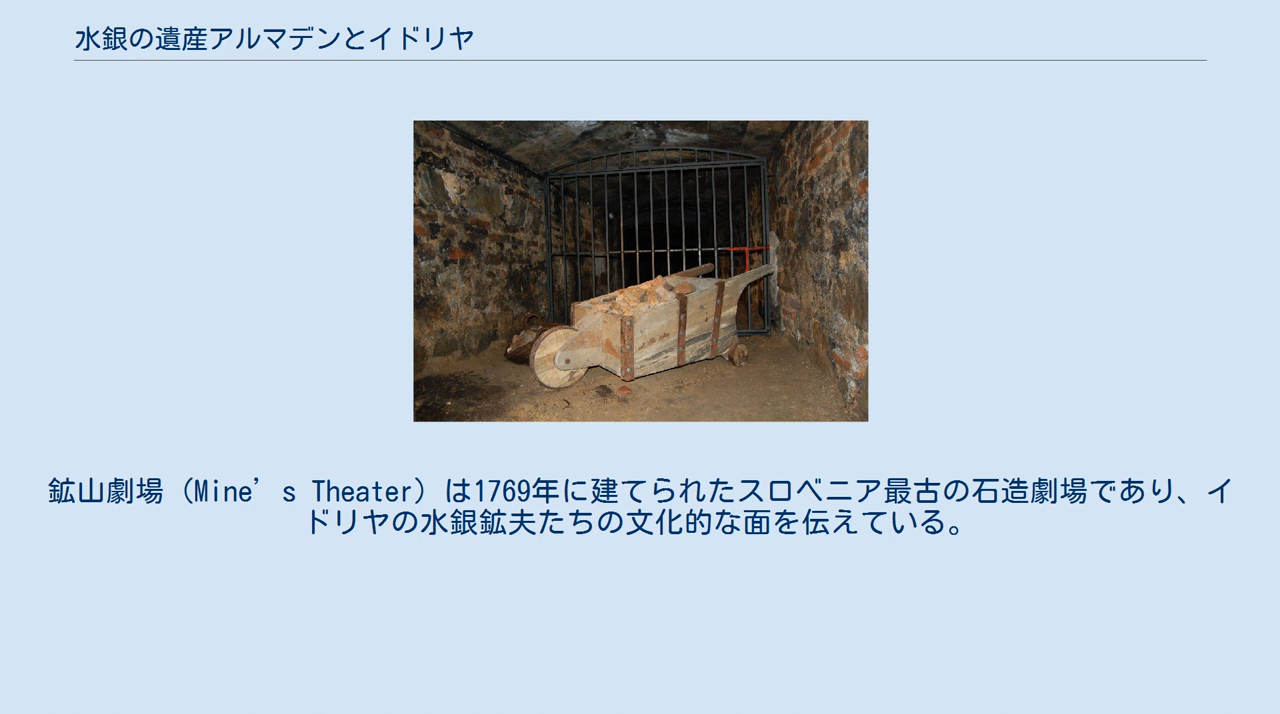 水銀の遺産アルマデンとイドリヤ
鉱山劇場（Mine’s Theater）は1769年に建てられたスロベニア最古の石造劇場であり、イ
ドリヤの水銀鉱夫たちの文化的な面を伝えている。